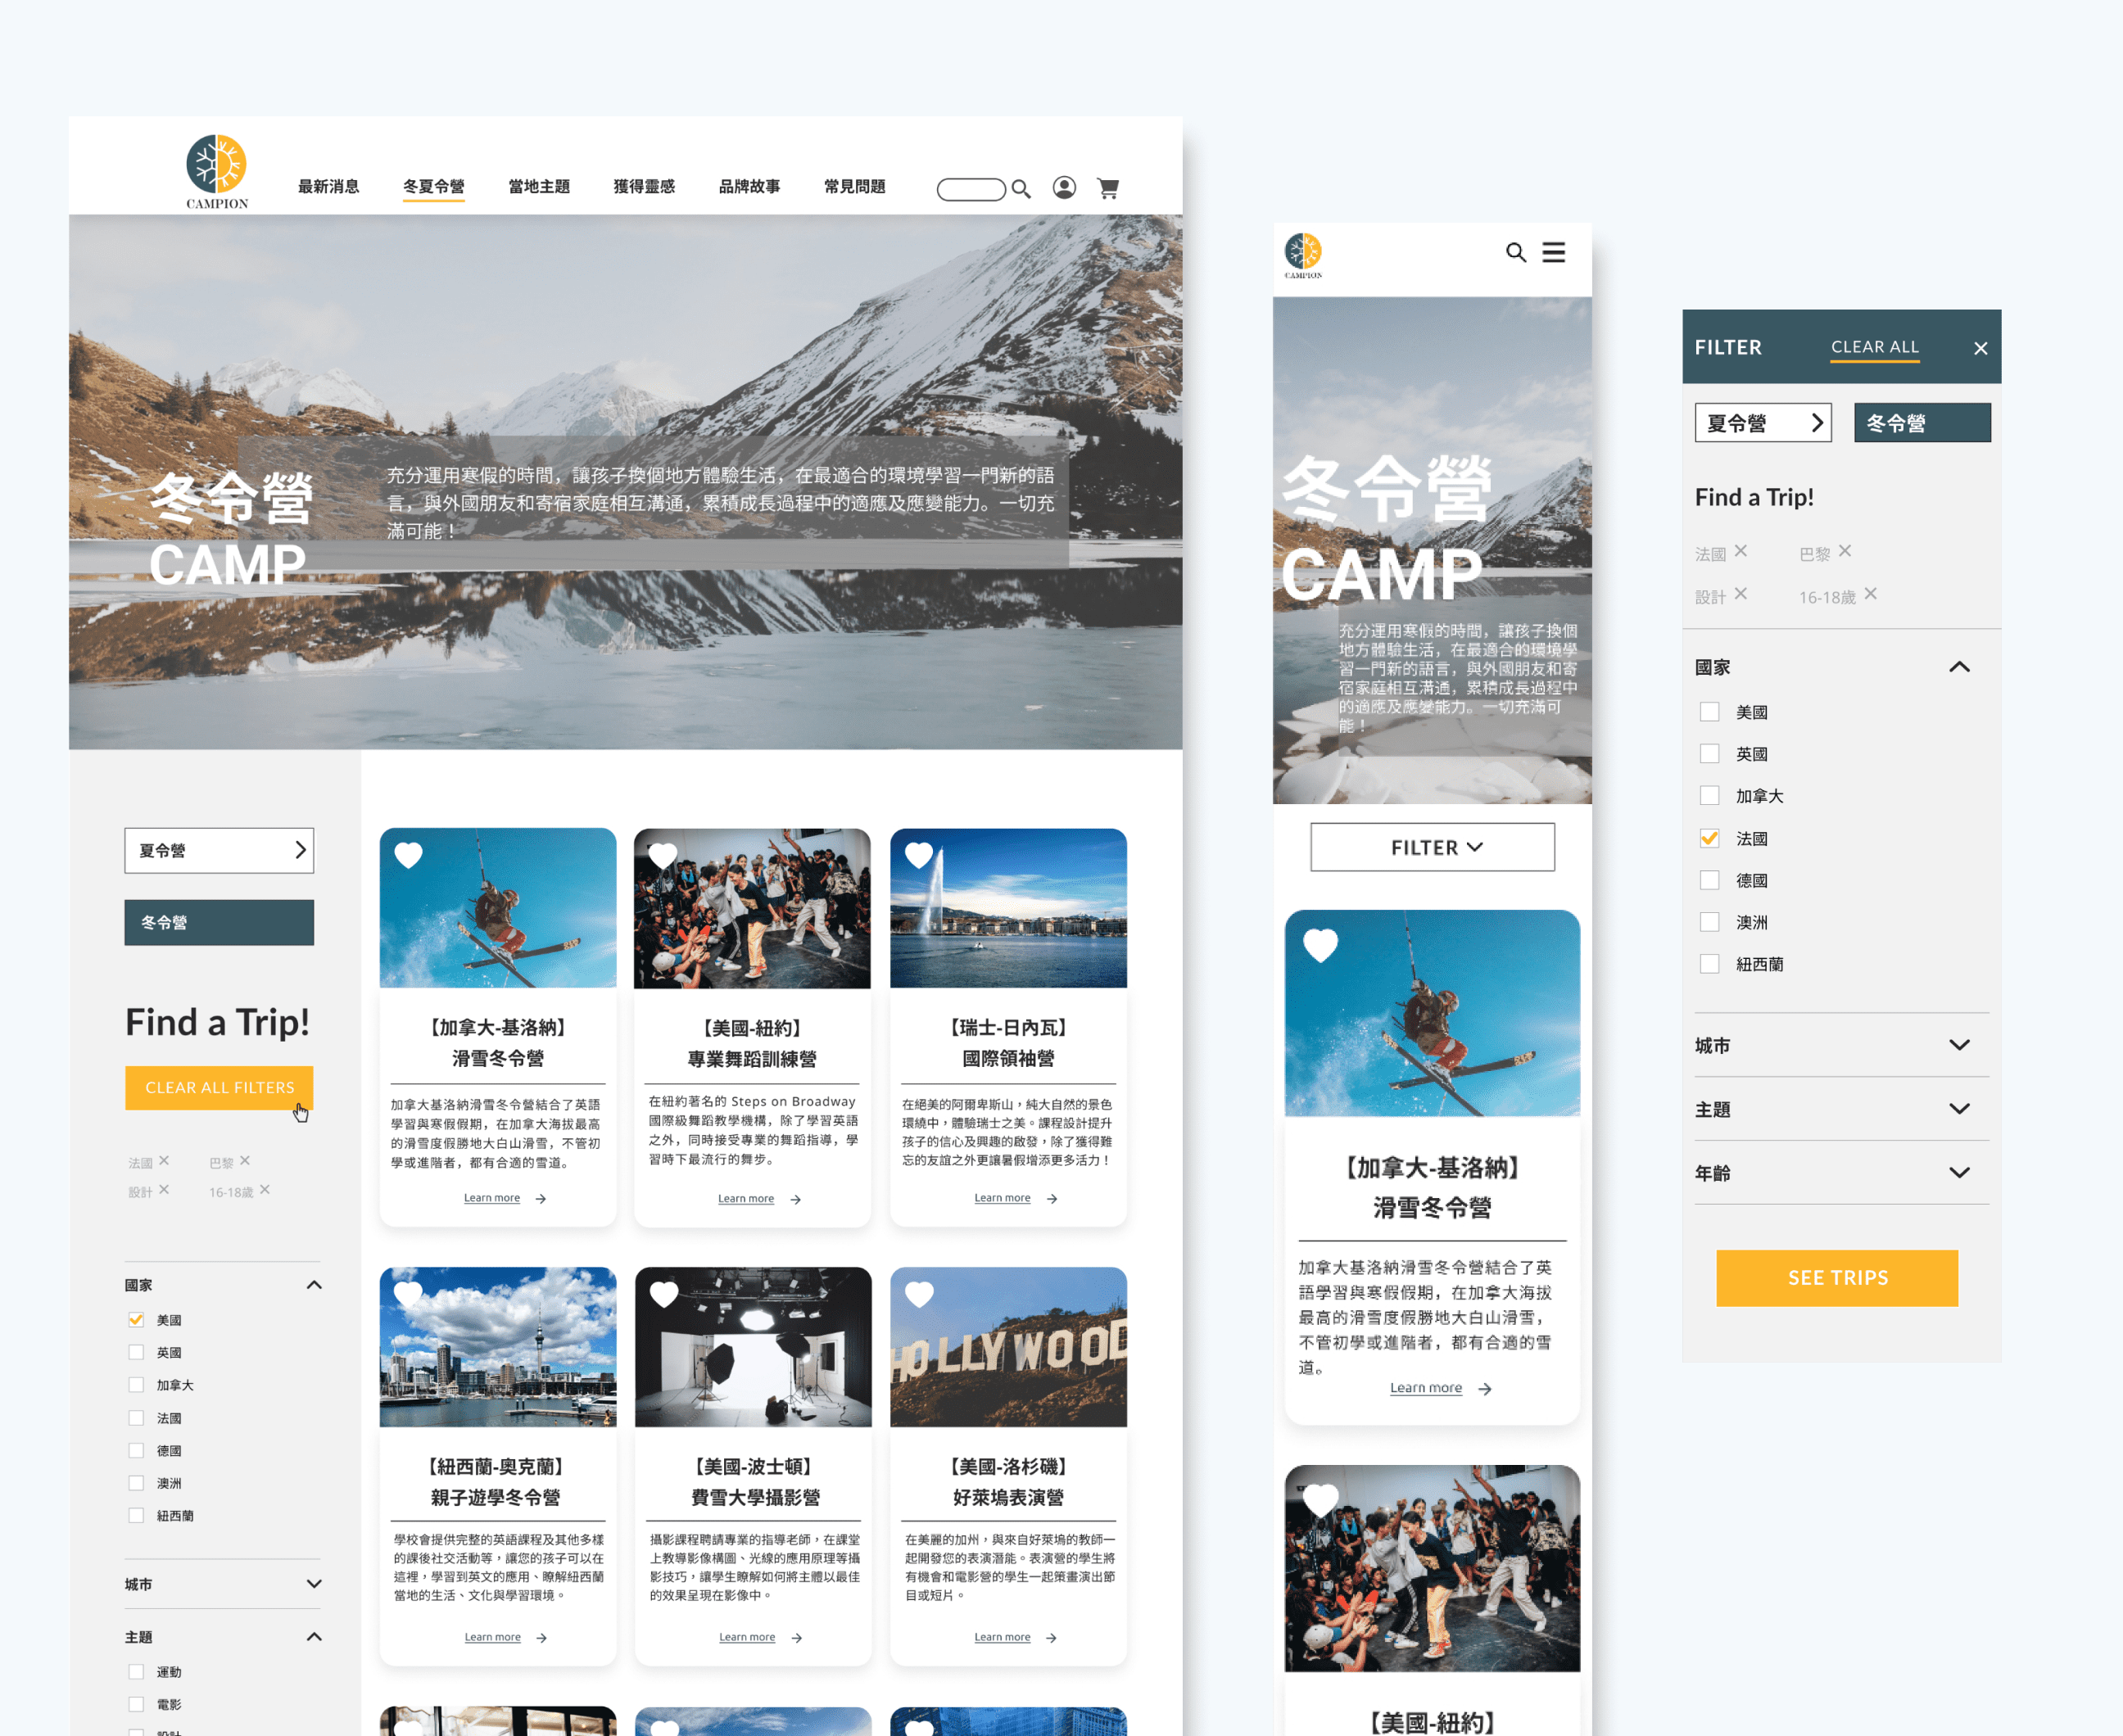 CAMPION
最新消息
冬夏令營
當地主題
獲得靈感
品牌故事
常見問題
冬令營
CAMP
充分運用寒假的時間，讓孩子換個地方體驗生活，在最適合的環境學習一門新的語
言，與外國朋友和寄宿家庭相互溝通，累積成長過程中的適應及應變能力。一切充
滿可能！
夏令營
冬令營
Find a Trip!
CLEAR ALL FILTERS
法國 ×
巴黎 ×
設計 ×
16-18歲 ×
國家
美國
英國
加拿大
法國
德國
澳洲
紐西蘭
城市
主題
運動
電影
設計
【加拿大-基洛納】
滑雪冬令營
加拿大基洛納滑雪冬令營結合了英語
學習與寒假假期，在加拿大海拔最高
的滑雪度假勝地大白山滑雪，不管初
學或進階者，都有合適的雪道。
Learn more →
【美國-紐約】
專業舞蹈訓練營
在紐約著名的 Steps on Broadway
國際級舞蹈教學機構，除了學習英語
之外，同時接受專業的舞蹈指導，學
習時下最流行的舞步。
Learn more →
【瑞士-日內瓦】
國際領袖營
在絕美的阿爾卑斯山，純大自然的景色
環繞中，體驗瑞士之美。課程設計提升
孩子的信心及興趣的啟發，除了獲得難
忘的友誼之外更讓暑假增添更多活力！
Learn more →
【紐西蘭-奧克蘭】
親子遊學冬令營
學校會提供完整的英語課程及其他多樣
的課後社交活動等，讓您的孩子可以在
這裡，學習到英文的應用、瞭解紐西蘭
當地的生活、文化與學習環境。
Learn more →
【美國-波士頓】
費雪大學攝影營
攝影課程聘請專業的指導老師，在課堂
上教導影像構圖、光線的應用原理等攝
影技巧，讓學生瞭解如何將主體以最佳
的效果呈現在影像中。
Learn more →
HOLLYWOOD
【美國-洛杉磯】
好萊塢表演營
在美麗的加州，與來自好萊塢的教師一
起開發您的表演潛能。表演營的學生將
有機會和電影營的學生一起策畫演出節
目或短片。
Learn more →
CAMPION
冬令營
CAMP
充分運用寒假的時間，讓孩子換個
地方體驗生活，在最適合的環境學
習一門新的語言，與外國朋友和寄
宿家庭相互溝通，累積成長過程中
的適應及應變能力。一切充滿可
能！
FILTER
【加拿大-基洛納】
滑雪冬令營
加拿大基洛納滑雪冬令營結合了英
語學習與寒假假期，在加拿大海拔
最高的滑雪度假勝地大白山滑雪，
不管初學或進階者，都有合適的雪
道。
Learn more →
【美國-紐約】
FILTER
CLEAR ALL
×
夏令營
冬令營
Find a Trip!
法國 ×
巴黎 ×
設計 ×
16-18歲 ×
國家
美國
英國
加拿大
法國
德國
澳洲
紐西蘭
城市
主題
年齡
SEE TRIPS